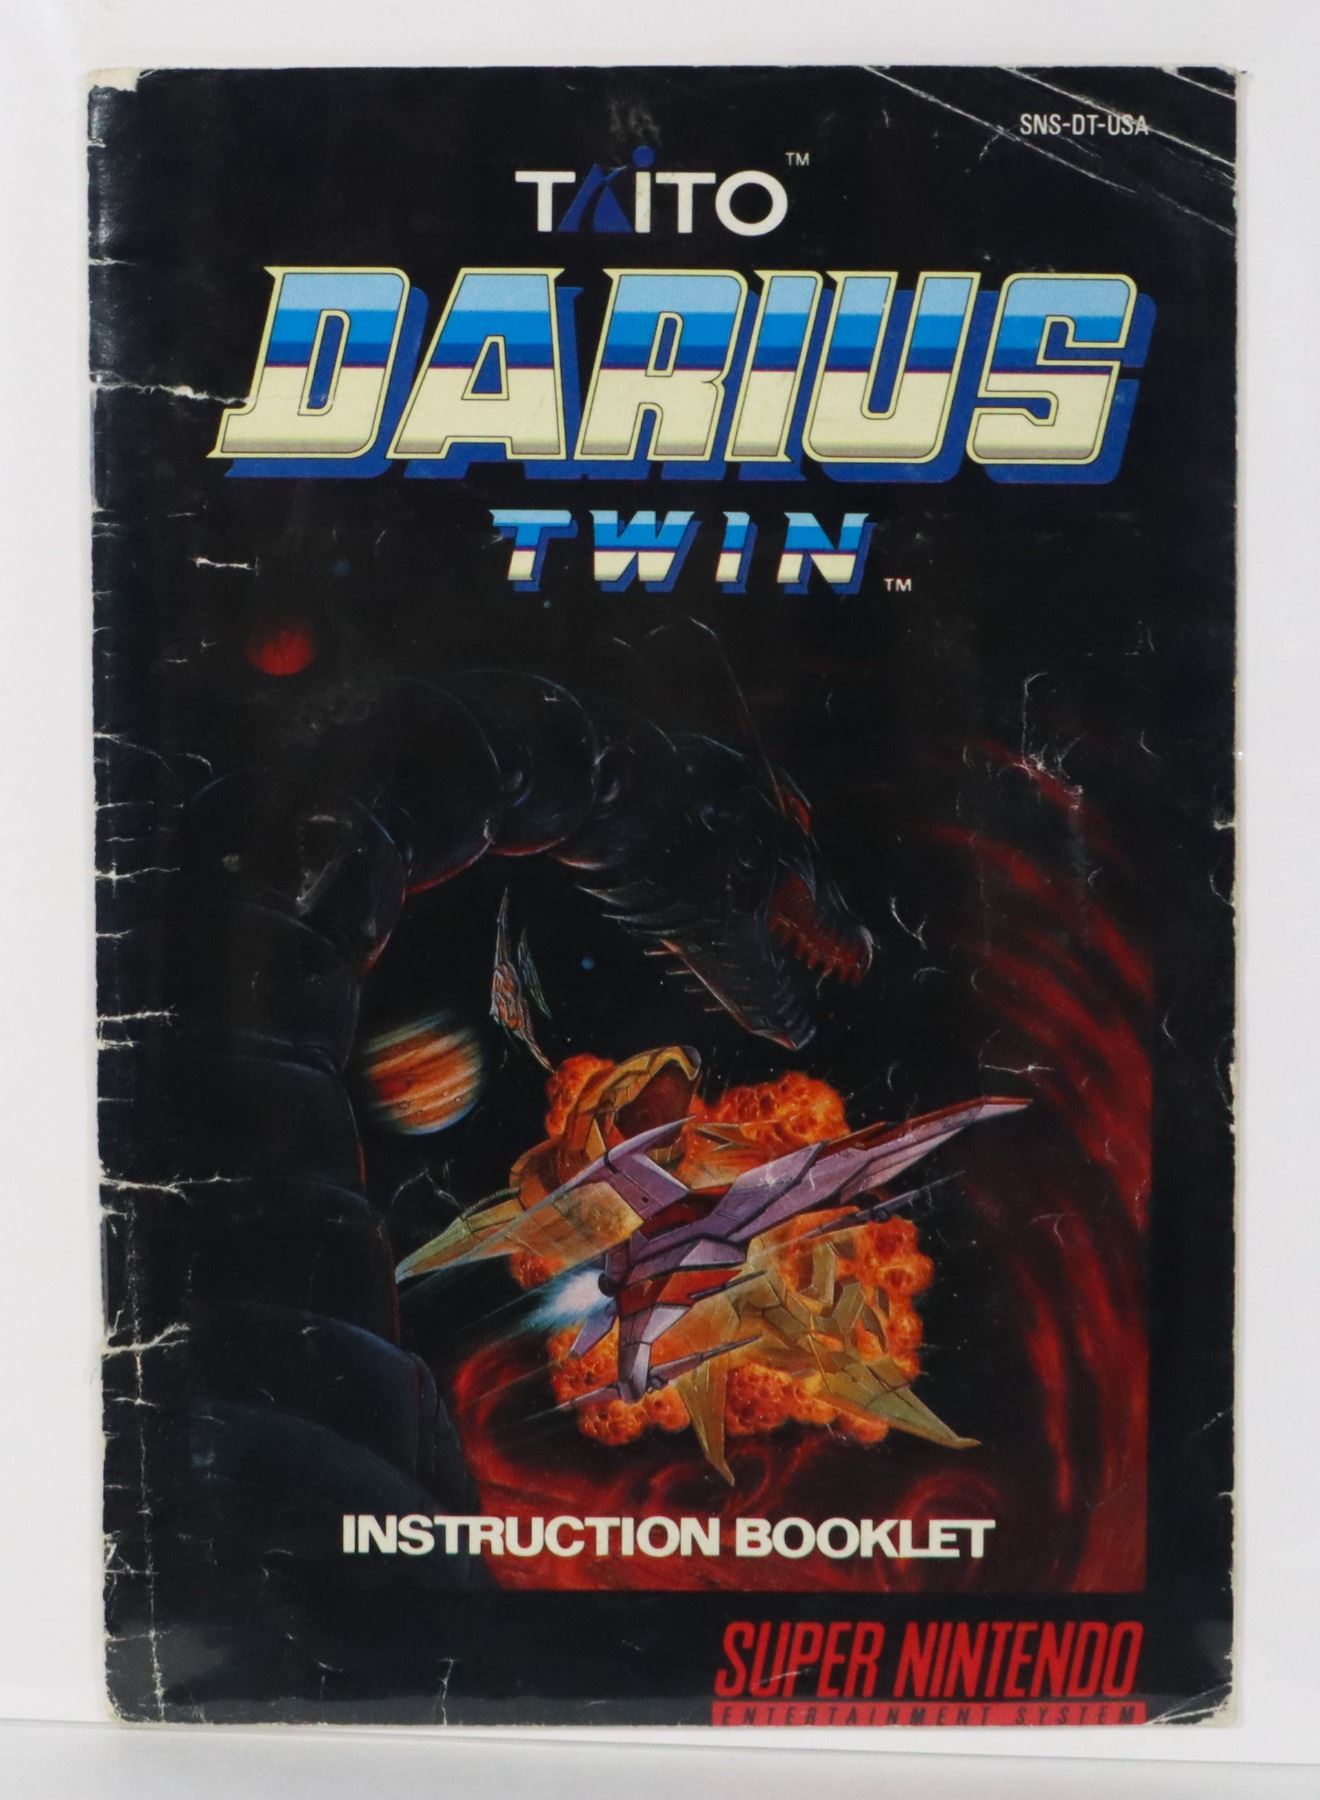 SNS-DT-USA
TAiTO™
DARIUS
TWIN™
INSTRUCTION BOOKLET
SUPER NINTENDO
ENTERTAINMENT SYSTEM